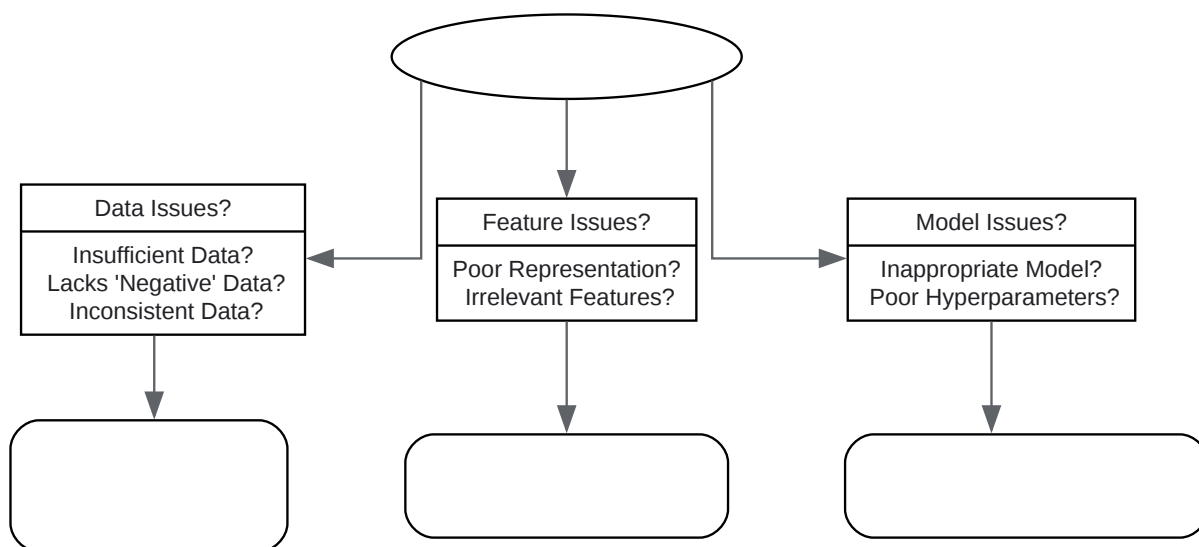 Data Issues?
Insufficient Data?
Lacks 'Negative' Data?
Inconsistent Data?
Feature Issues?
Poor Representation?
Irrelevant Features?
Model Issues?
Inappropriate Model?
Poor Hyperparameters?